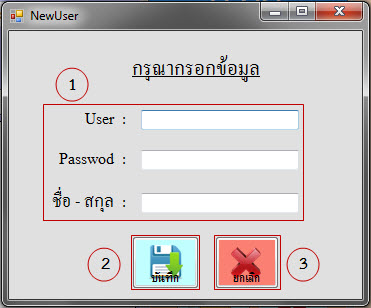 NewUser
กรุณากรอกข้อมูล
1
User :
Passwod :
ชื่อ - สกุล :
2 บันทึก ยกเลิก 3